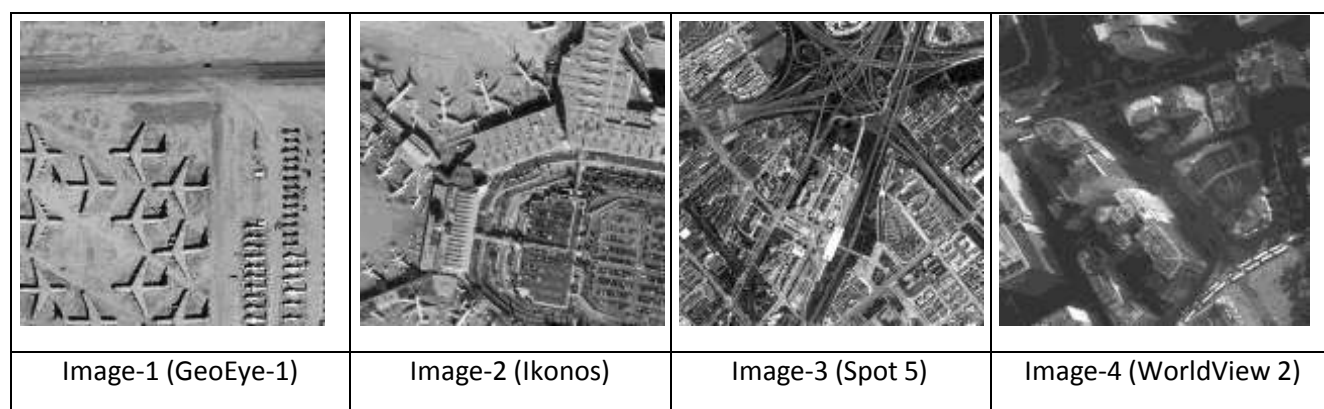 Image-1 (GeoEye-1)
Image-2 (Ikonos)
Image-3 (Spot 5)
Image-4 (WorldView 2)